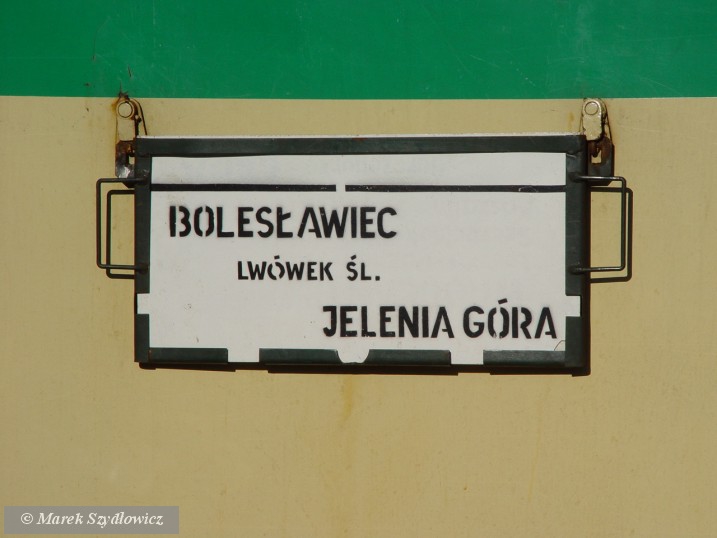 BOLESŁAWIEC
LWÓWEK ŚL.
JELENIA GÓRA
© Marek Szydłowicz